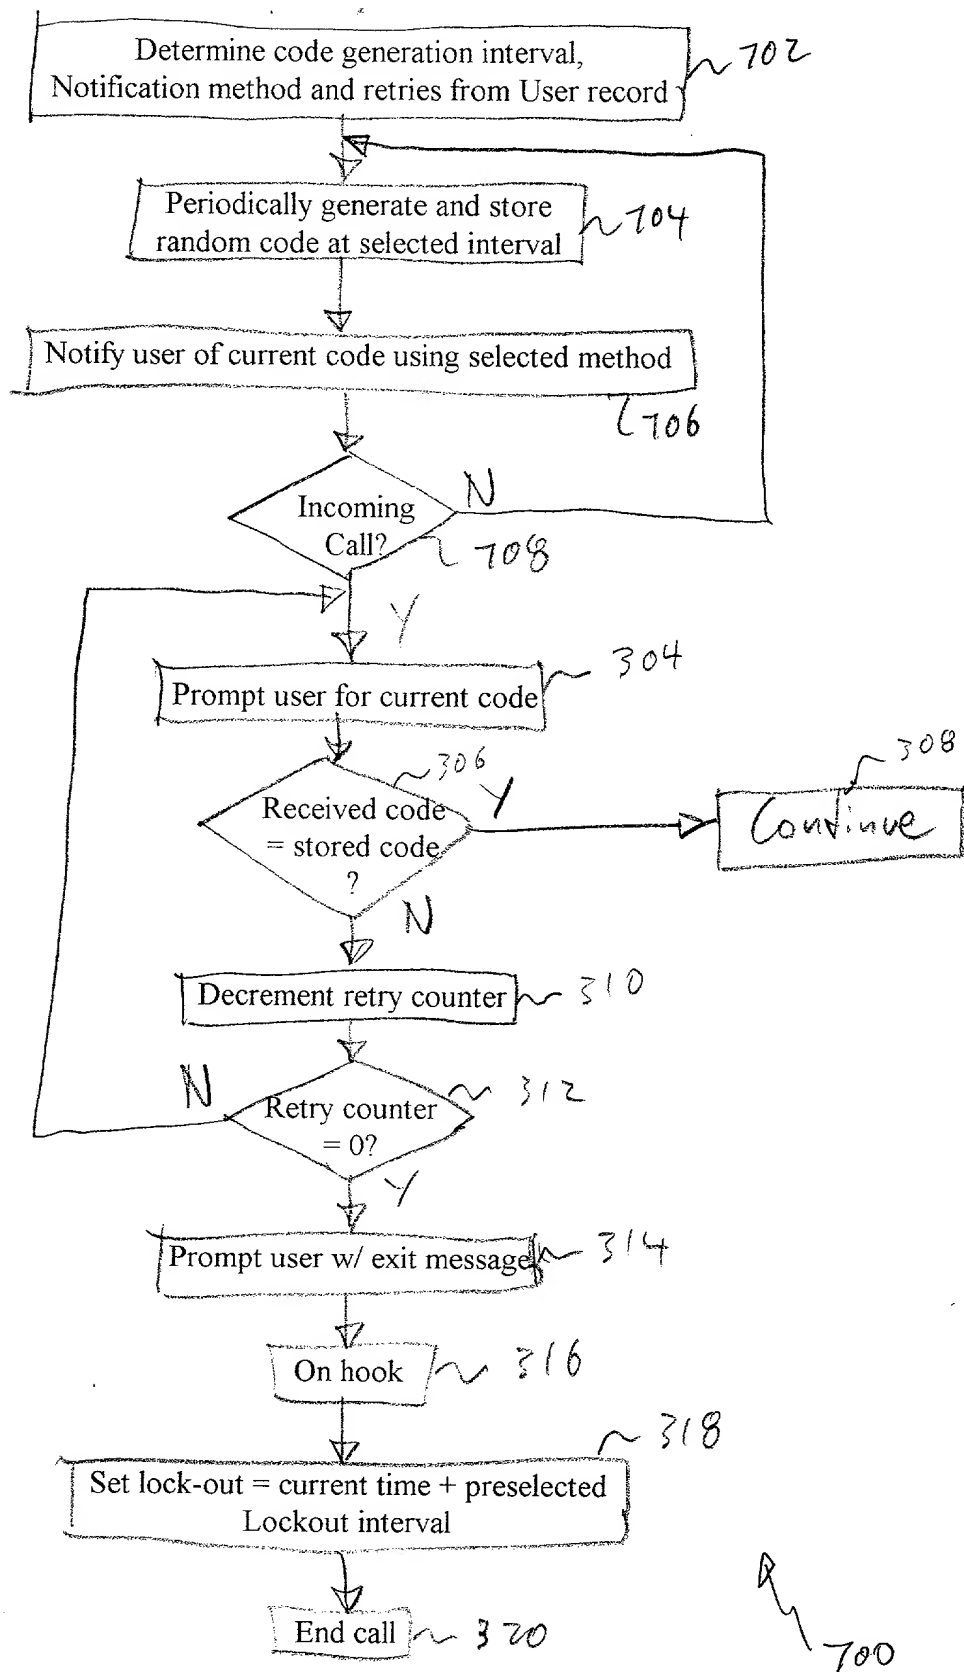 Determine code generation interval,
Notification method and retries from User record
702
Periodically generate and store
random code at selected interval
704
Notify user of current code using selected method
706
Incoming
Call?
N
708
Y
Prompt user for current code
304
306
Received code
= stored code
?
Y
308
Continue
N
Decrement retry counter
310
N
Retry counter
= 0?
312
Y
Prompt user w/ exit message
314
On hook
316
318
Set lock-out = current time + preselected
Lockout interval
End call
320
700